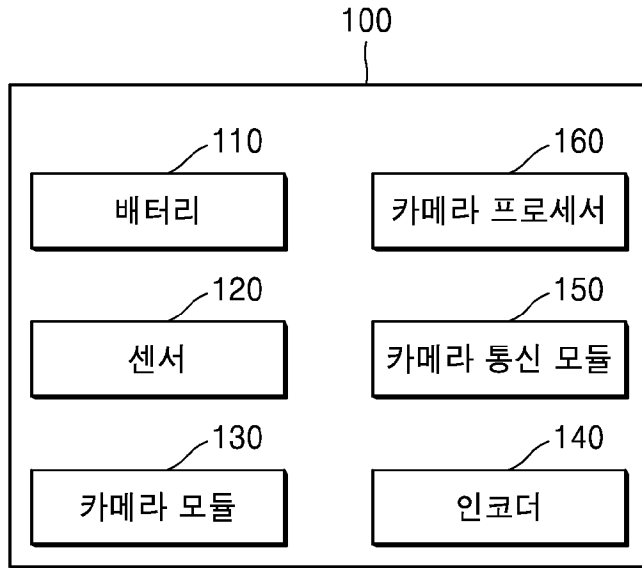 100
110
160
배터리
카메라 프로세서
120
150
센서
카메라 통신 모듈
130
140
카메라 모듈
인코더